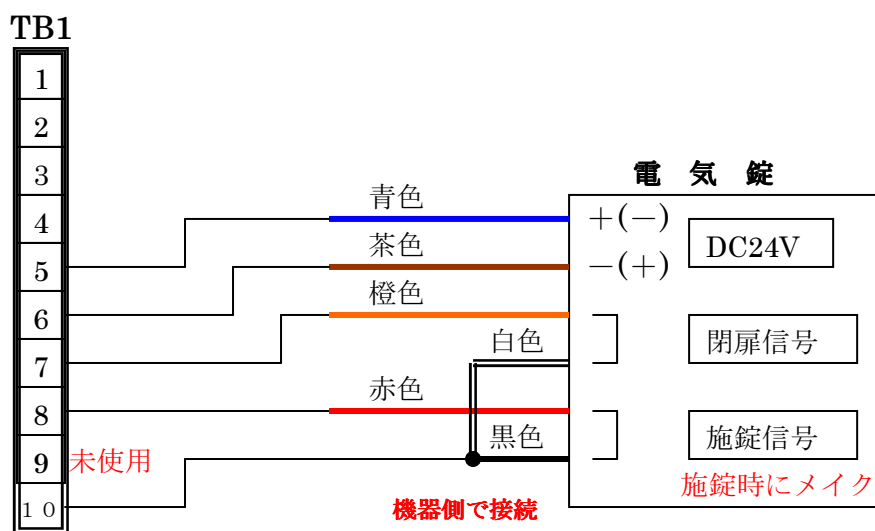 TB1
1
2
3
4
5
6
7
8
9
10
未使用
青色
茶色
橙色
白色
赤色
黒色
機器側で接続
電 気 錠
+(−)
DC24V
−(+)
閉扉信号
施錠信号
施錠時にメイク